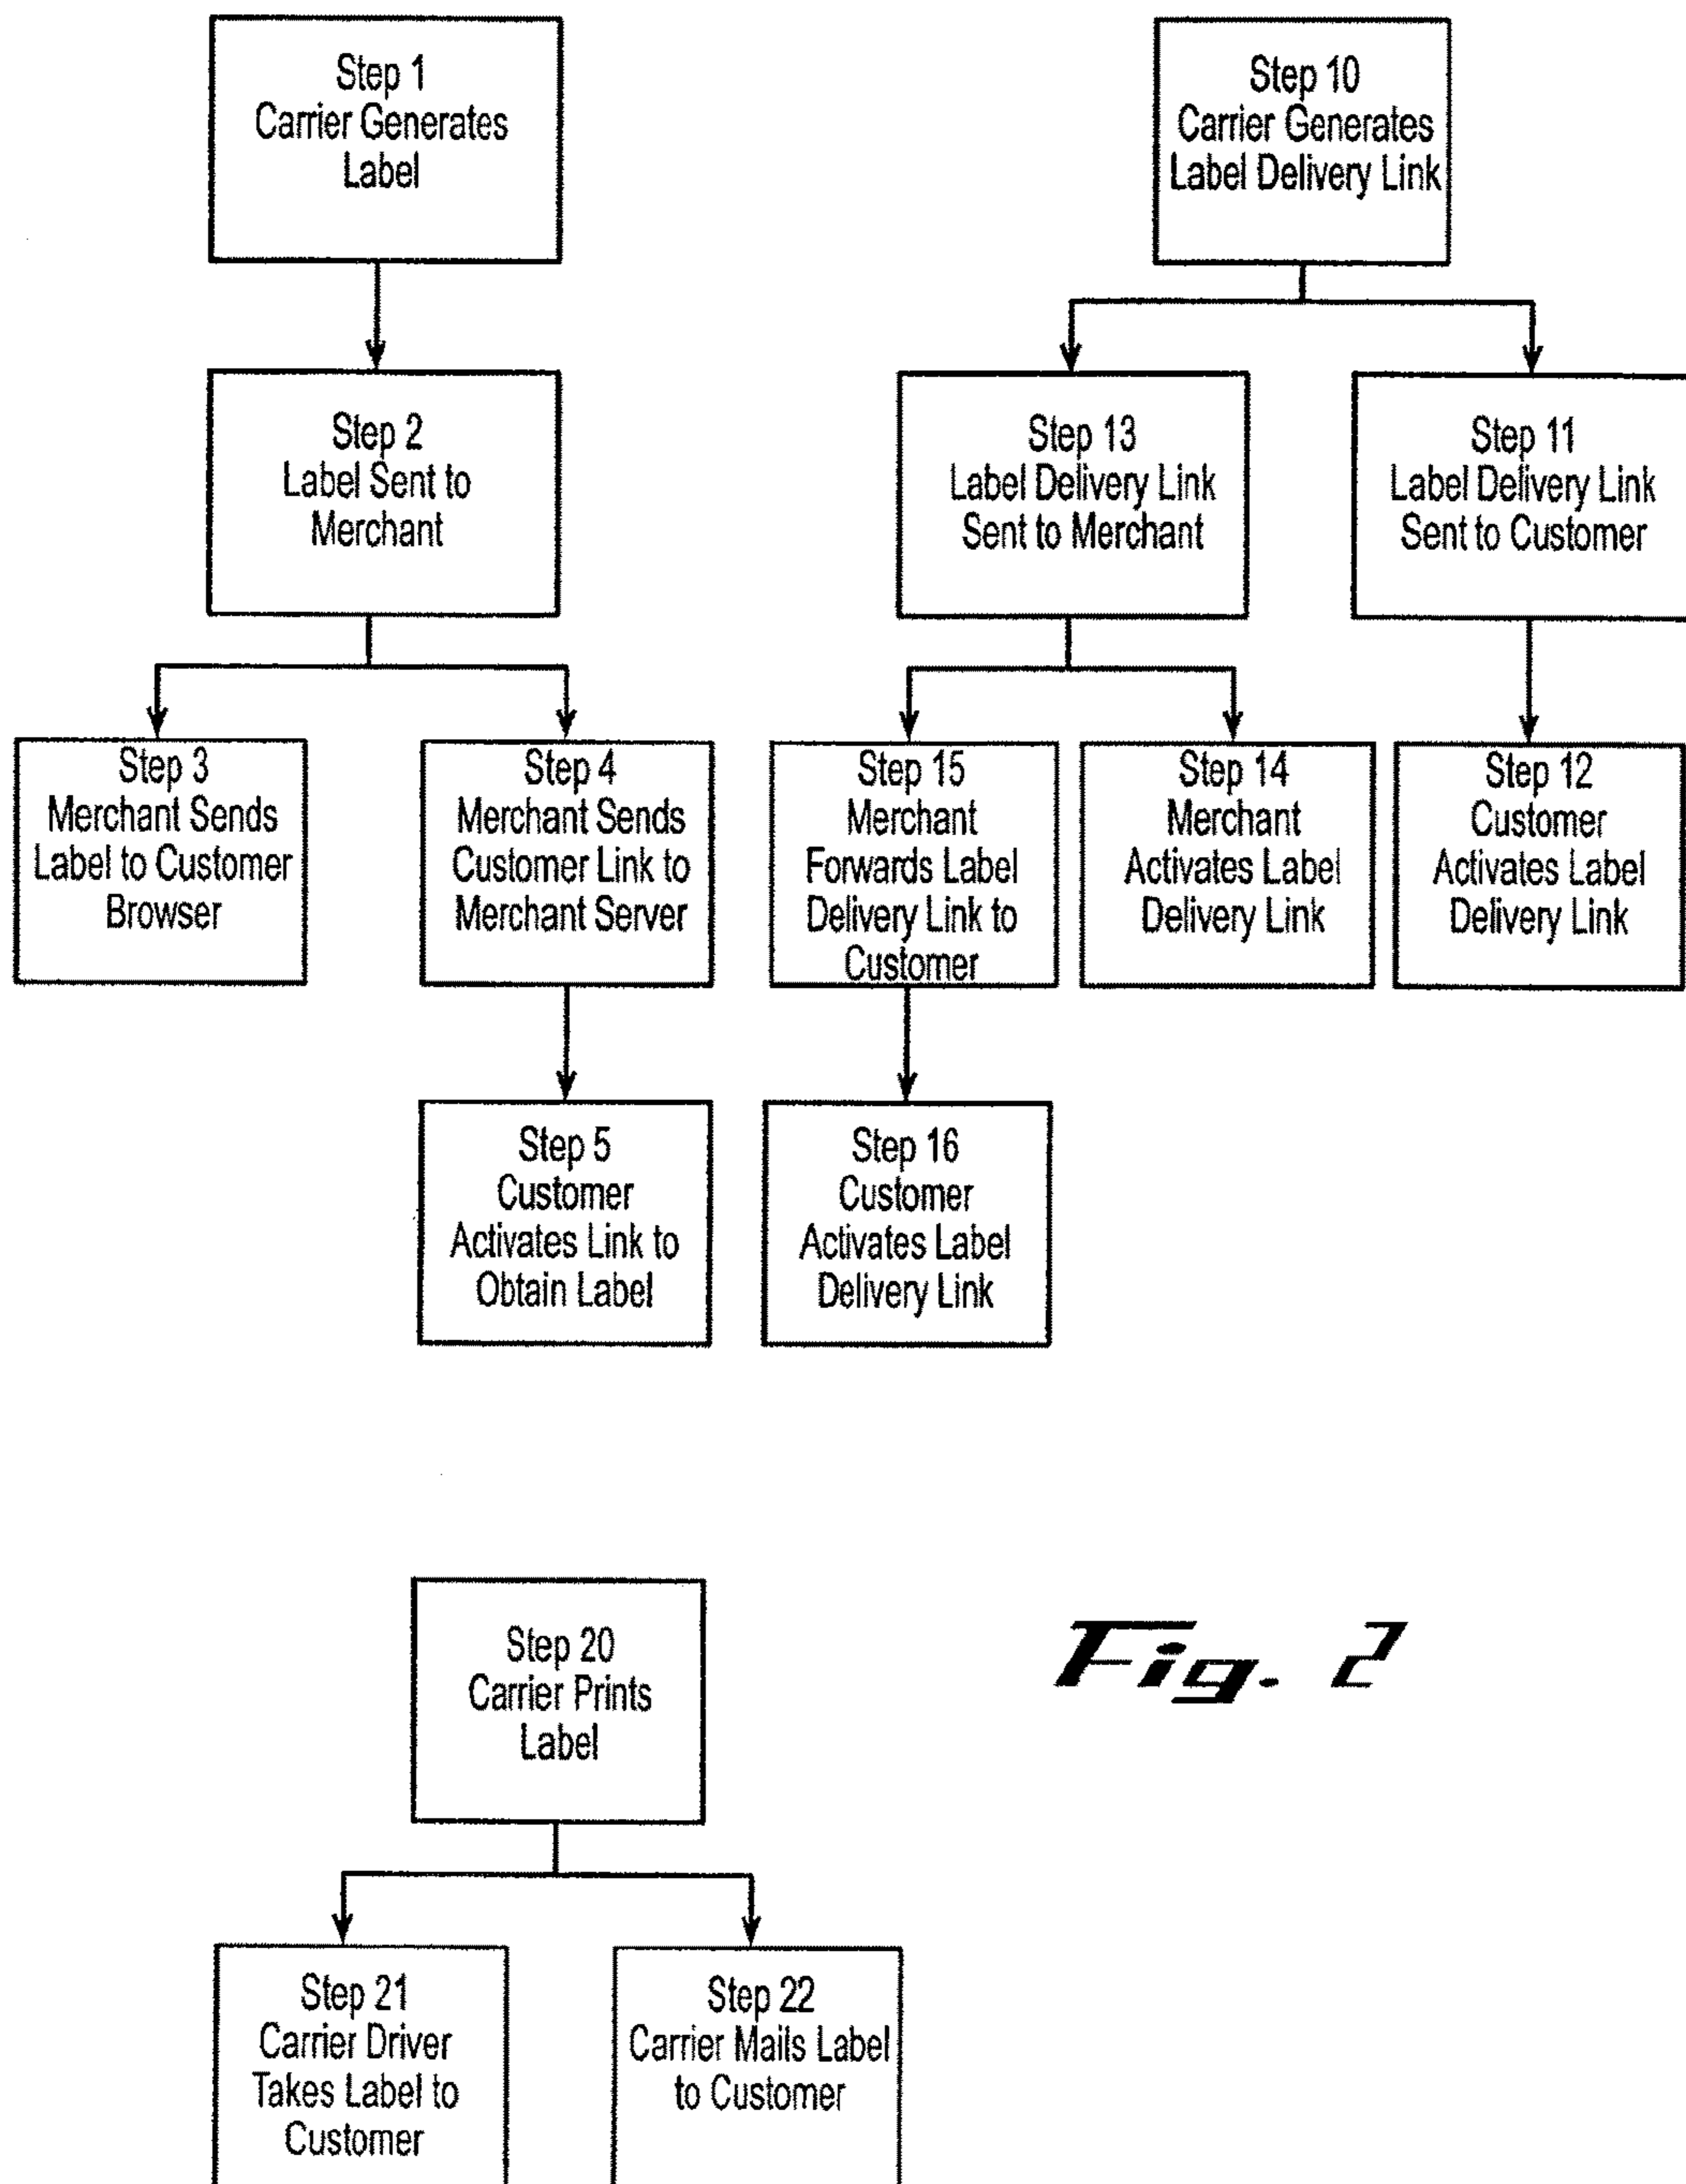 Step 1
Carrier Generates
Label
Step 10
Carrier Generates
Label Delivery Link
Step 2
Label Sent to
Merchant
Step 13
Label Delivery Link
Sent to Merchant
Step 11
Label Delivery Link
Sent to Customer
Step 3
Merchant Sends
Label to Customer
Browser
Step 4
Merchant Sends
Customer Link to
Merchant Server
Step 15
Merchant
Forwards Label
Delivery Link to
Customer
Step 14
Merchant
Activates Label
Delivery Link
Step 12
Customer
Activates Label
Delivery Link
Step 5
Customer
Activates Link to
Obtain Label
Step 16
Customer
Activates Label
Delivery Link
Step 20
Carrier Prints
Label
Fig. 2
Step 21
Carrier Driver
Takes Label to
Customer
Step 22
Carrier Mails Label
to Customer